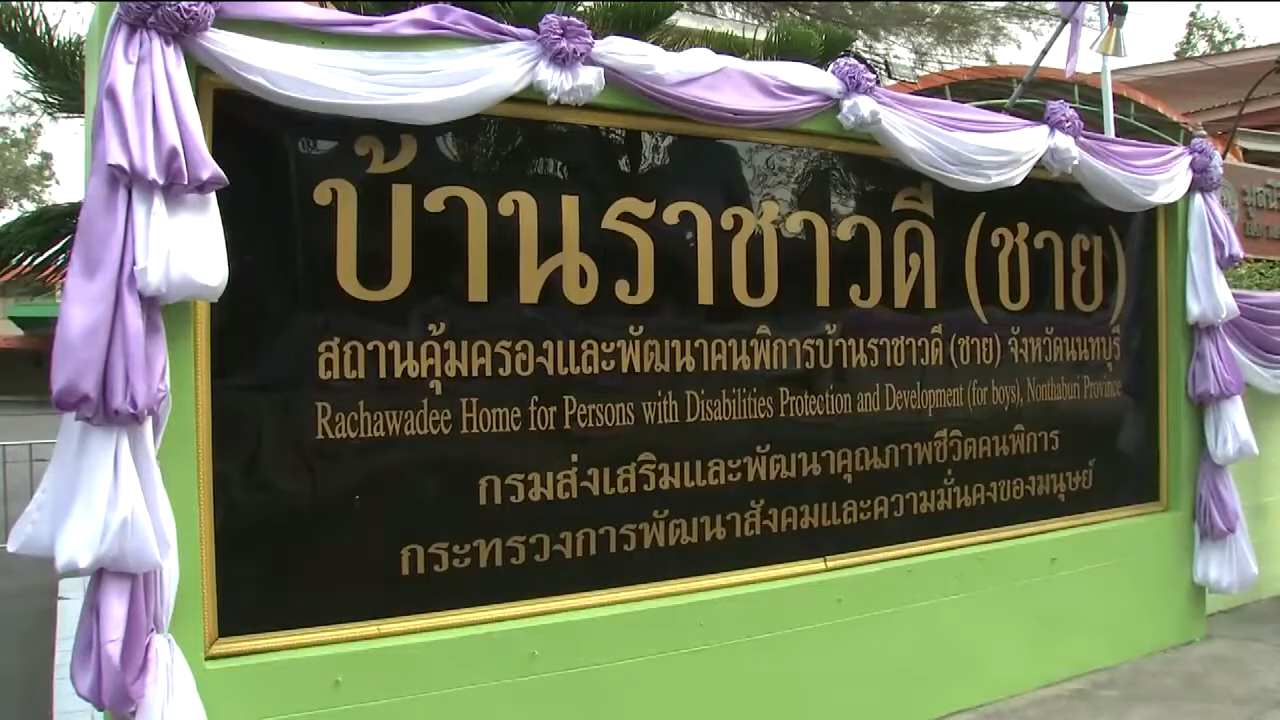 บ้านราชาวดี (ชาย)
สถานคุ้มครองและพัฒนาคนพิการบ้านราชาวดี (ชาย) จังหวัดนนทบุรี
Rachawadee Home for Persons with Disabilities Protection and Development (for boys), Nonthaburi Province
กรมส่งเสริมและพัฒนาคุณภาพชีวิตคนพิการ
กระทรวงการพัฒนาสังคมและความมั่นคงของมนุษย์